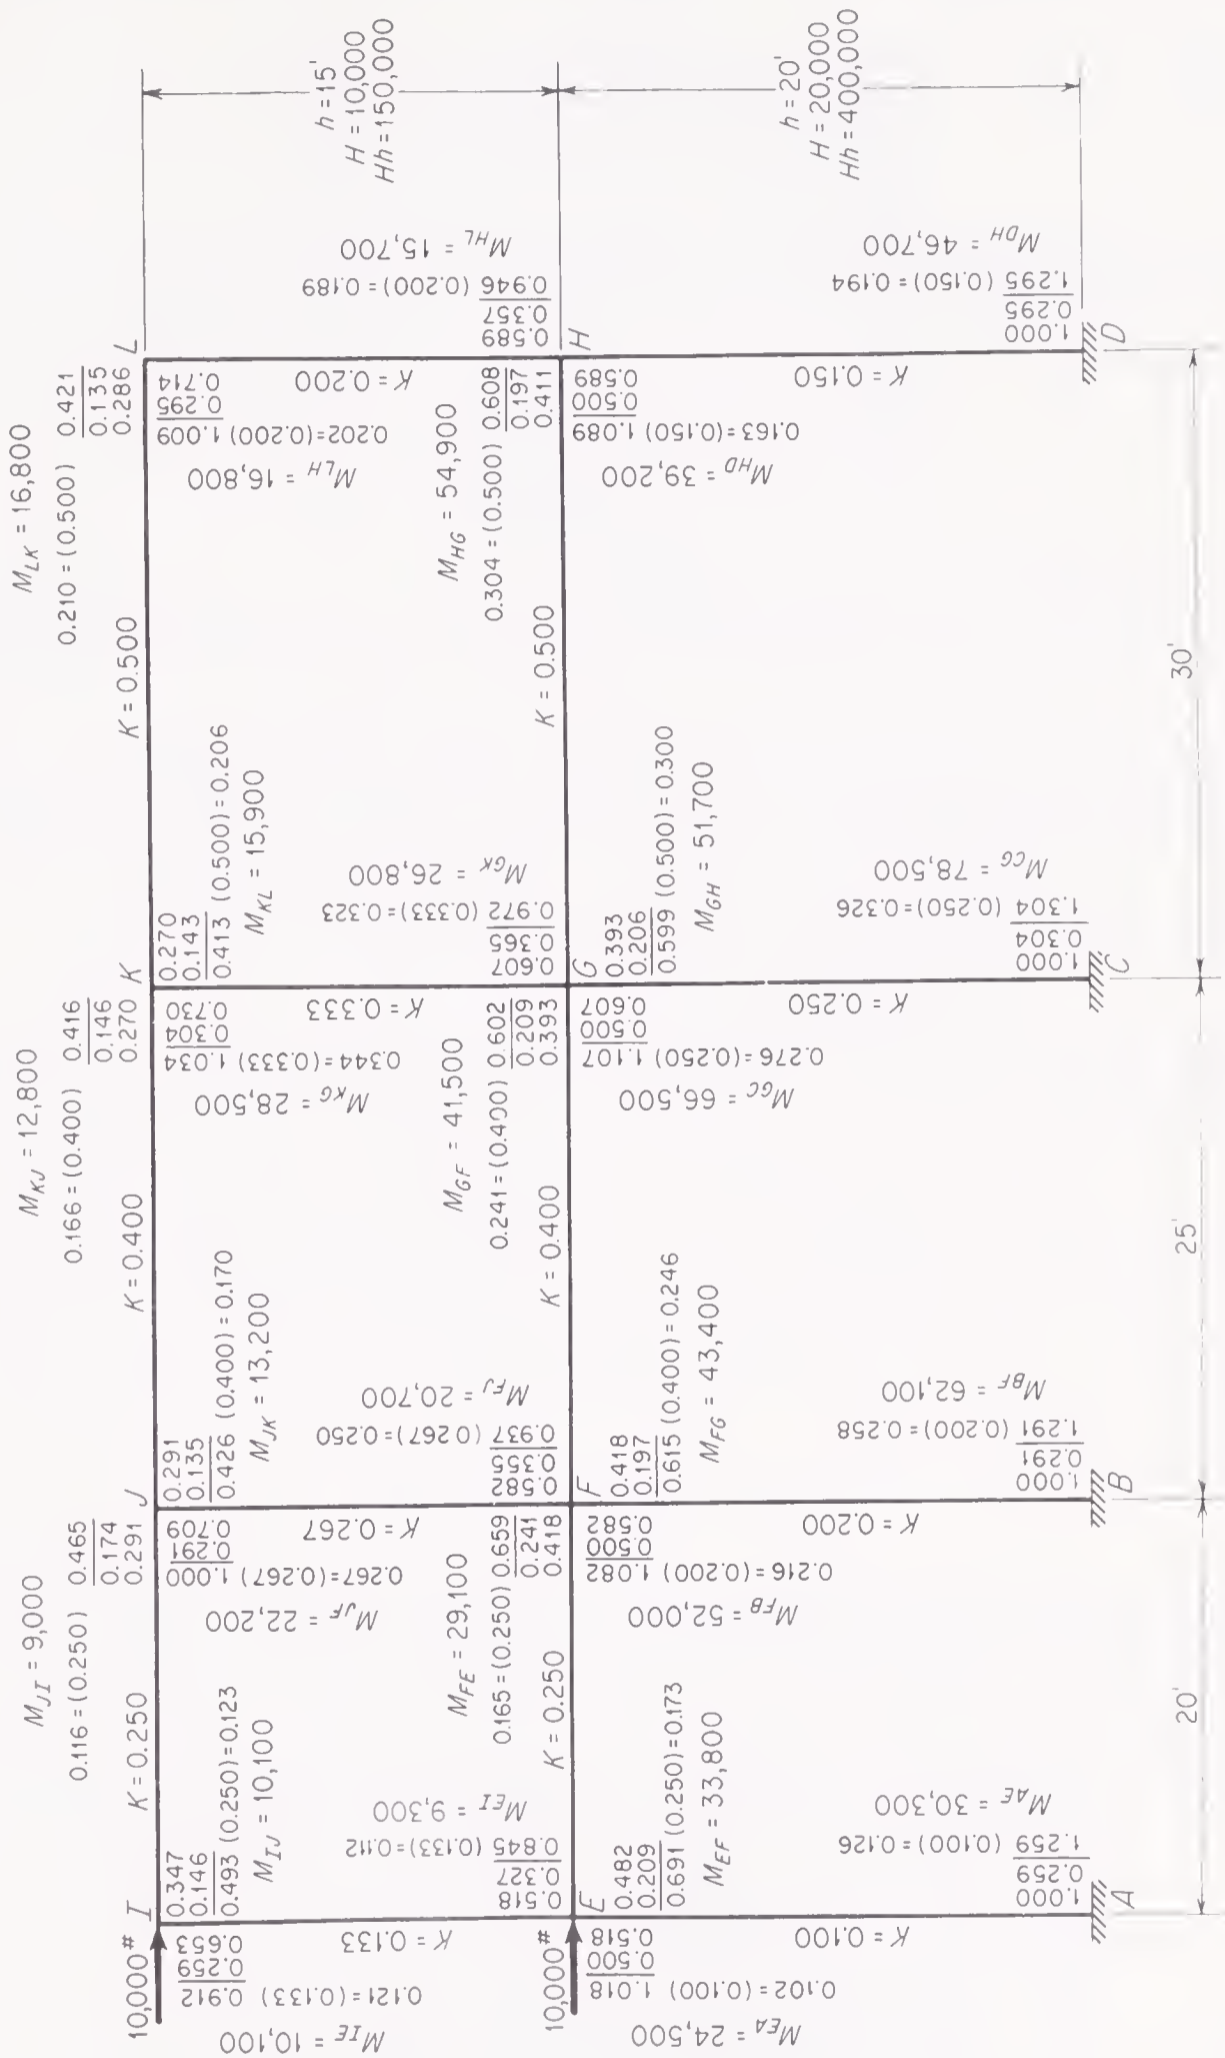 M_JI = 9,000
0.116 = (0.250) 0.465
0.174
0.291
M_KJ = 12,800
0.166 = (0.400) 0.416
0.146
0.270
M_LK = 16,800
0.210 = (0.500) 0.421
0.135
0.286
10,000#
I
K = 0.250
J
K = 0.400
K
K = 0.500
L
0.347
0.146
0.493 (0.250) = 0.123
M_IJ = 10,100
0.291
0.135
0.426 (0.400) = 0.170
M_JK = 13,200
0.270
0.143
0.413 (0.500) = 0.206
M_KL = 15,900
0.653
0.259
0.121 = (0.133) 0.912
M_IE = 10,100
K = 0.133
0.709
0.291
0.267 = (0.267) 1.000
M_JF = 22,200
K = 0.267
0.730
0.304
0.344 = (0.333) 1.034
M_KG = 28,500
K = 0.333
0.714
0.295
0.202 = (0.200) 1.009
M_LH = 16,800
K = 0.200
h = 15'
H = 10,000
Hh = 150,000
0.518
0.327
0.845 (0.133) = 0.112
M_EI = 9,300
0.582
0.355
0.937 (0.267) = 0.250
M_FJ = 20,700
0.607
0.365
0.972 (0.333) = 0.323
M_GK = 26,800
0.589
0.357
0.946 (0.200) = 0.189
M_HL = 15,700
M_FE = 29,100
0.165 = (0.250) 0.659
0.241
0.418
M_GF = 41,500
0.241 = (0.400) 0.602
0.209
0.393
M_HG = 54,900
0.304 = (0.500) 0.608
0.197
0.411
10,000#
E
K = 0.250
F
K = 0.400
G
K = 0.500
H
0.482
0.209
0.691 (0.250) = 0.173
M_EF = 33,800
0.418
0.197
0.615 (0.400) = 0.246
M_FG = 43,400
0.393
0.206
0.599 (0.500) = 0.300
M_GH = 51,700
0.518
0.500
0.102 = (0.100) 1.018
M_EA = 24,500
K = 0.100
0.582
0.500
0.216 = (0.200) 1.082
M_FB = 52,000
K = 0.200
0.607
0.500
0.276 = (0.250) 1.107
M_GC = 66,500
K = 0.250
0.589
0.500
0.163 = (0.150) 1.089
M_HD = 39,200
K = 0.150
h = 20'
H = 20,000
Hh = 400,000
1.000
0.259
1.259 (0.100) = 0.126
M_AE = 30,300
1.000
0.291
1.291 (0.200) = 0.258
M_BF = 62,100
1.000
0.304
1.304 (0.250) = 0.326
M_CG = 78,500
1.000
0.295
1.295 (0.150) = 0.194
M_DH = 46,700
A
B
C
D
20'
25'
30'